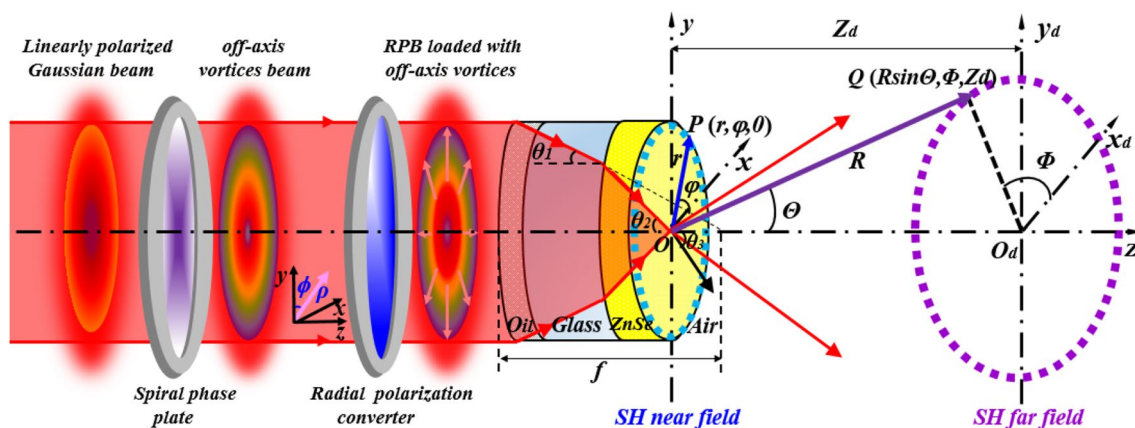 Linearly polarized
Gaussian beam
off-axis
vortices beam
RPB loaded with
off-axis vortices
y
Zd
yd
Q (RsinΘ,Φ,Zd)
P (r,φ,0)
x
xd
θ1
r
φ
R
Φ
θ2
O
θ3
Θ
Od
z
y
ϕ
ρ
x
z
Oil
Glass
ZnSe
Air
f
Spiral phase
plate
Radial polarization
converter
SH near field
SH far field